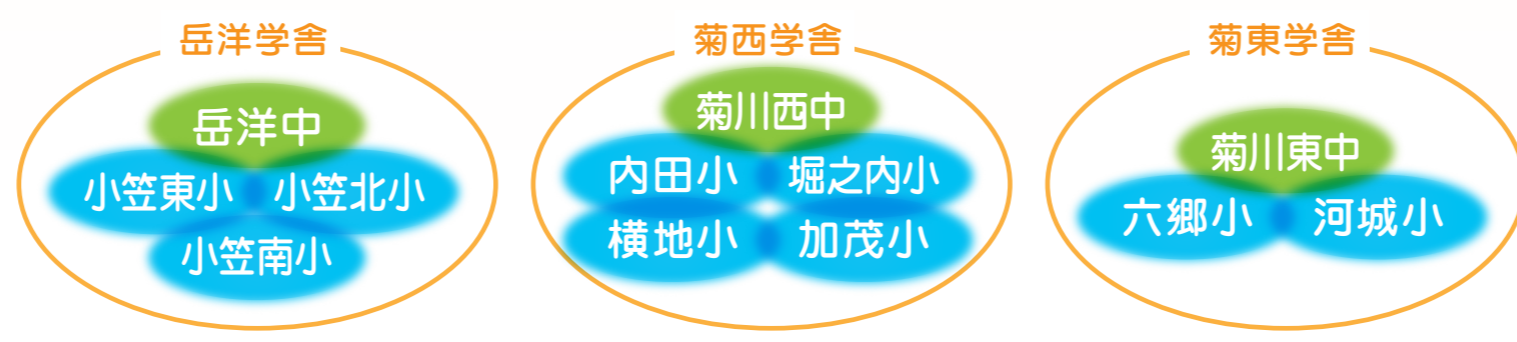 岳洋学舎
岳洋中
小笠東小 小笠北小
小笠南小
菊西学舎
菊川西中
内田小 堀之内小
横地小 加茂小
菊東学舎
菊川東中
六郷小 河城小